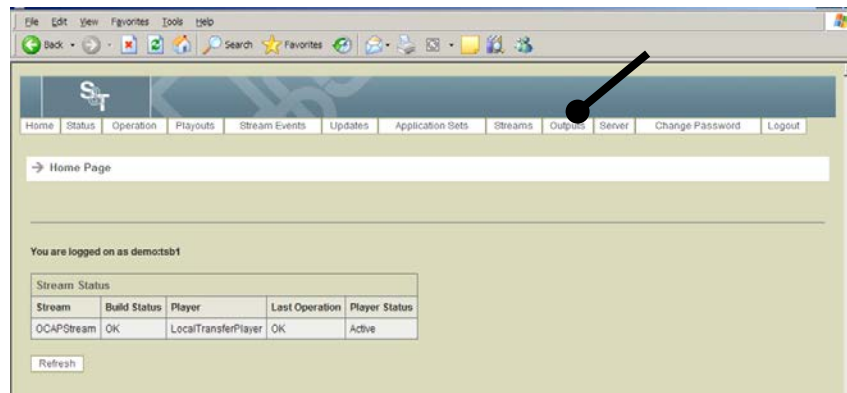 File Edit View Favorites Tools Help
Back Search Favorites
S&T
Home Status Operation Playouts Stream Events Updates Application Sets Streams Outputs Server Change Password Logout
→ Home Page
You are logged on as demo:tsb1
Stream Status
Stream Build Status Player Last Operation Player Status
OCAPStream OK LocalTransferPlayer OK Active
Refresh